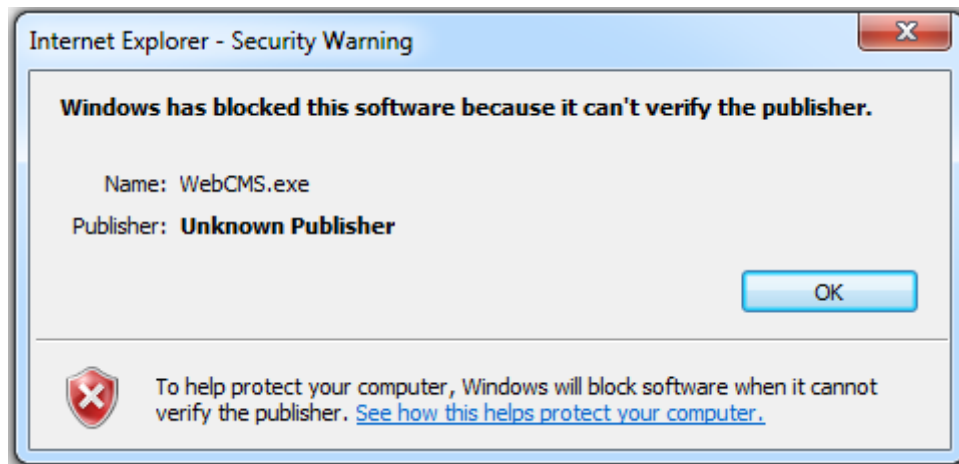 Internet Explorer - Security Warning
Windows has blocked this software because it can't verify the publisher.
Name: WebCMS.exe
Publisher: Unknown Publisher
OK
To help protect your computer, Windows will block software when it cannot
verify the publisher. See how this helps protect your computer.